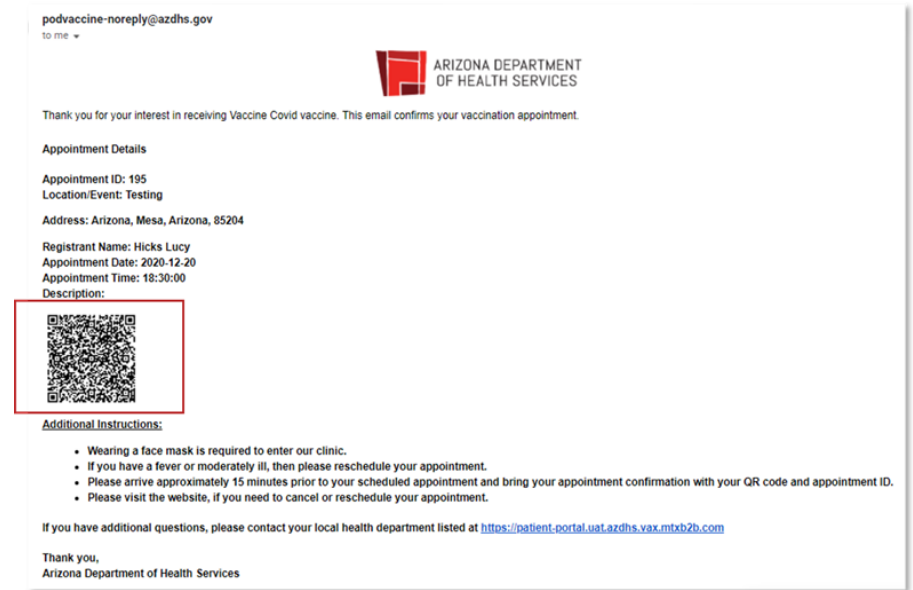 podvaccine-noreply@azdhs.gov
to me
ARIZONA DEPARTMENT
OF HEALTH SERVICES
Thank you for your interest in receiving Vaccine Covid vaccine. This email confirms your vaccination appointment.
Appointment Details
Appointment ID: 195
Location/Event: Testing
Address: Arizona, Mesa, Arizona, 85204
Registrant Name: Hicks Lucy
Appointment Date: 2020-12-20
Appointment Time: 18:30:00
Description:
Additional Instructions:
• Wearing a face mask is required to enter our clinic.
• If you have a fever or moderately ill, then please reschedule your appointment.
• Please arrive approximately 15 minutes prior to your scheduled appointment and bring your appointment confirmation with your QR code and appointment ID.
• Please visit the website, if you need to cancel or reschedule your appointment.
If you have additional questions, please contact your local health department listed at https://patient-portal.uat.azdhs.vax.mtxb2b.com
Thank you,
Arizona Department of Health Services